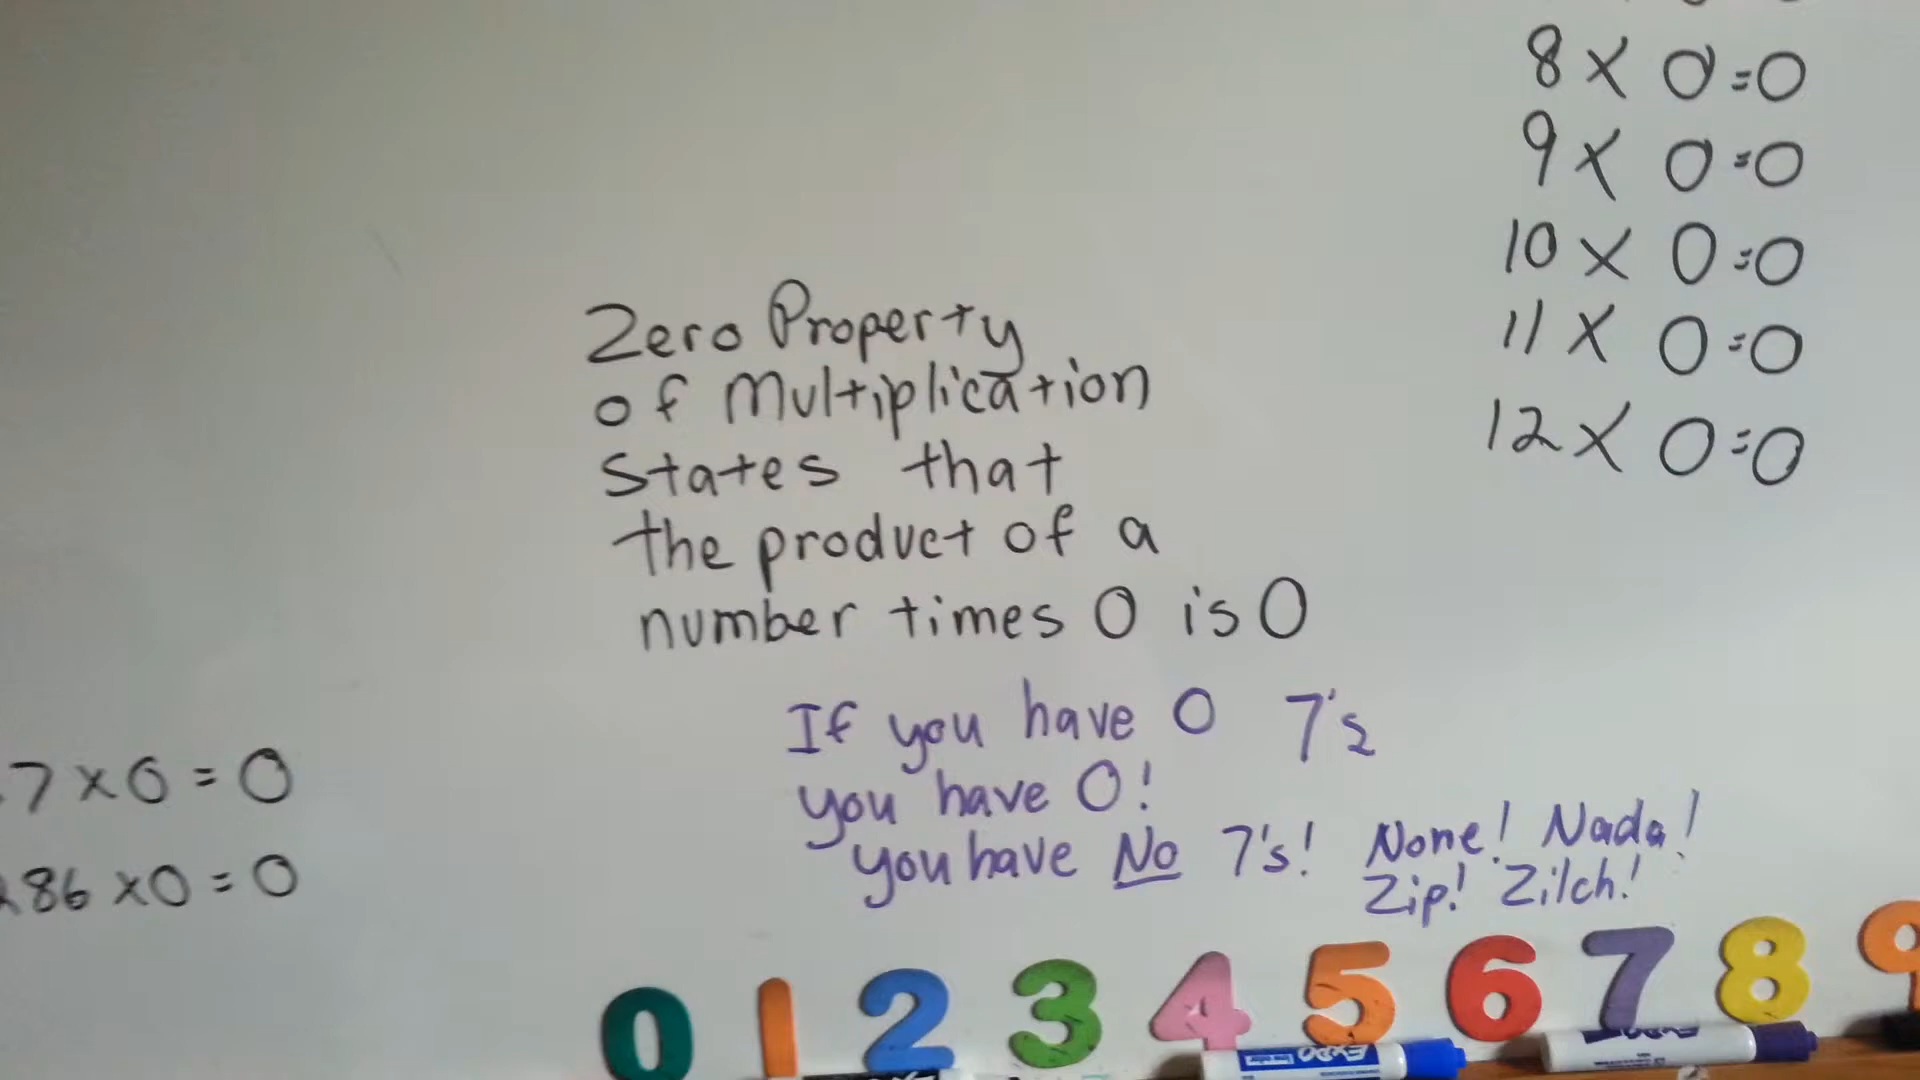 8 x 0 = 0
9 x 0 = 0
10 x 0 = 0
11 x 0 = 0
12 x 0 = 0
Zero Property
of Multiplication
states that
the product of a
number times 0 is 0
If you have 0 7's
you have 0!
you have No 7's! None! Nada!
Zip! Zilch!
7 x 0 = 0
286 x 0 = 0
0 1 2 3 4 5 6 7 8 9
EXPO